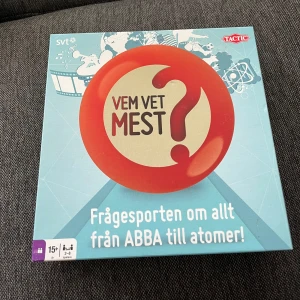 svt
TACTIC
VEM VET
MEST?
Frågesporten om allt
från ABBA till atomer!
15+